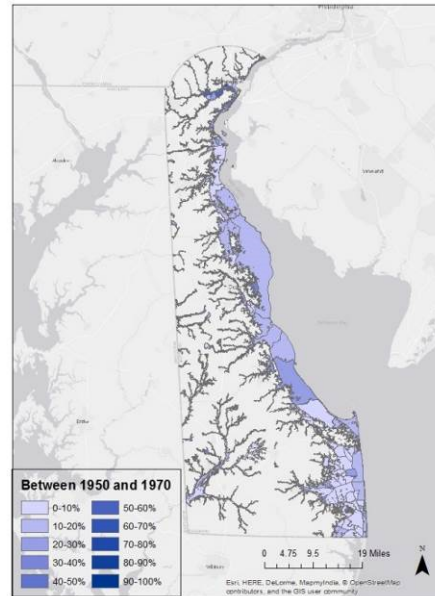 Philadelphia
Dover
Between 1950 and 1970
0-10%
10-20%
20-30%
30-40%
40-50%
50-60%
60-70%
70-80%
80-90%
90-100%
0 4.75 9.5 19 Miles
N
Esri, HERE, DeLorme, MapmyIndia, © OpenStreetMap
contributors, and the GIS user community